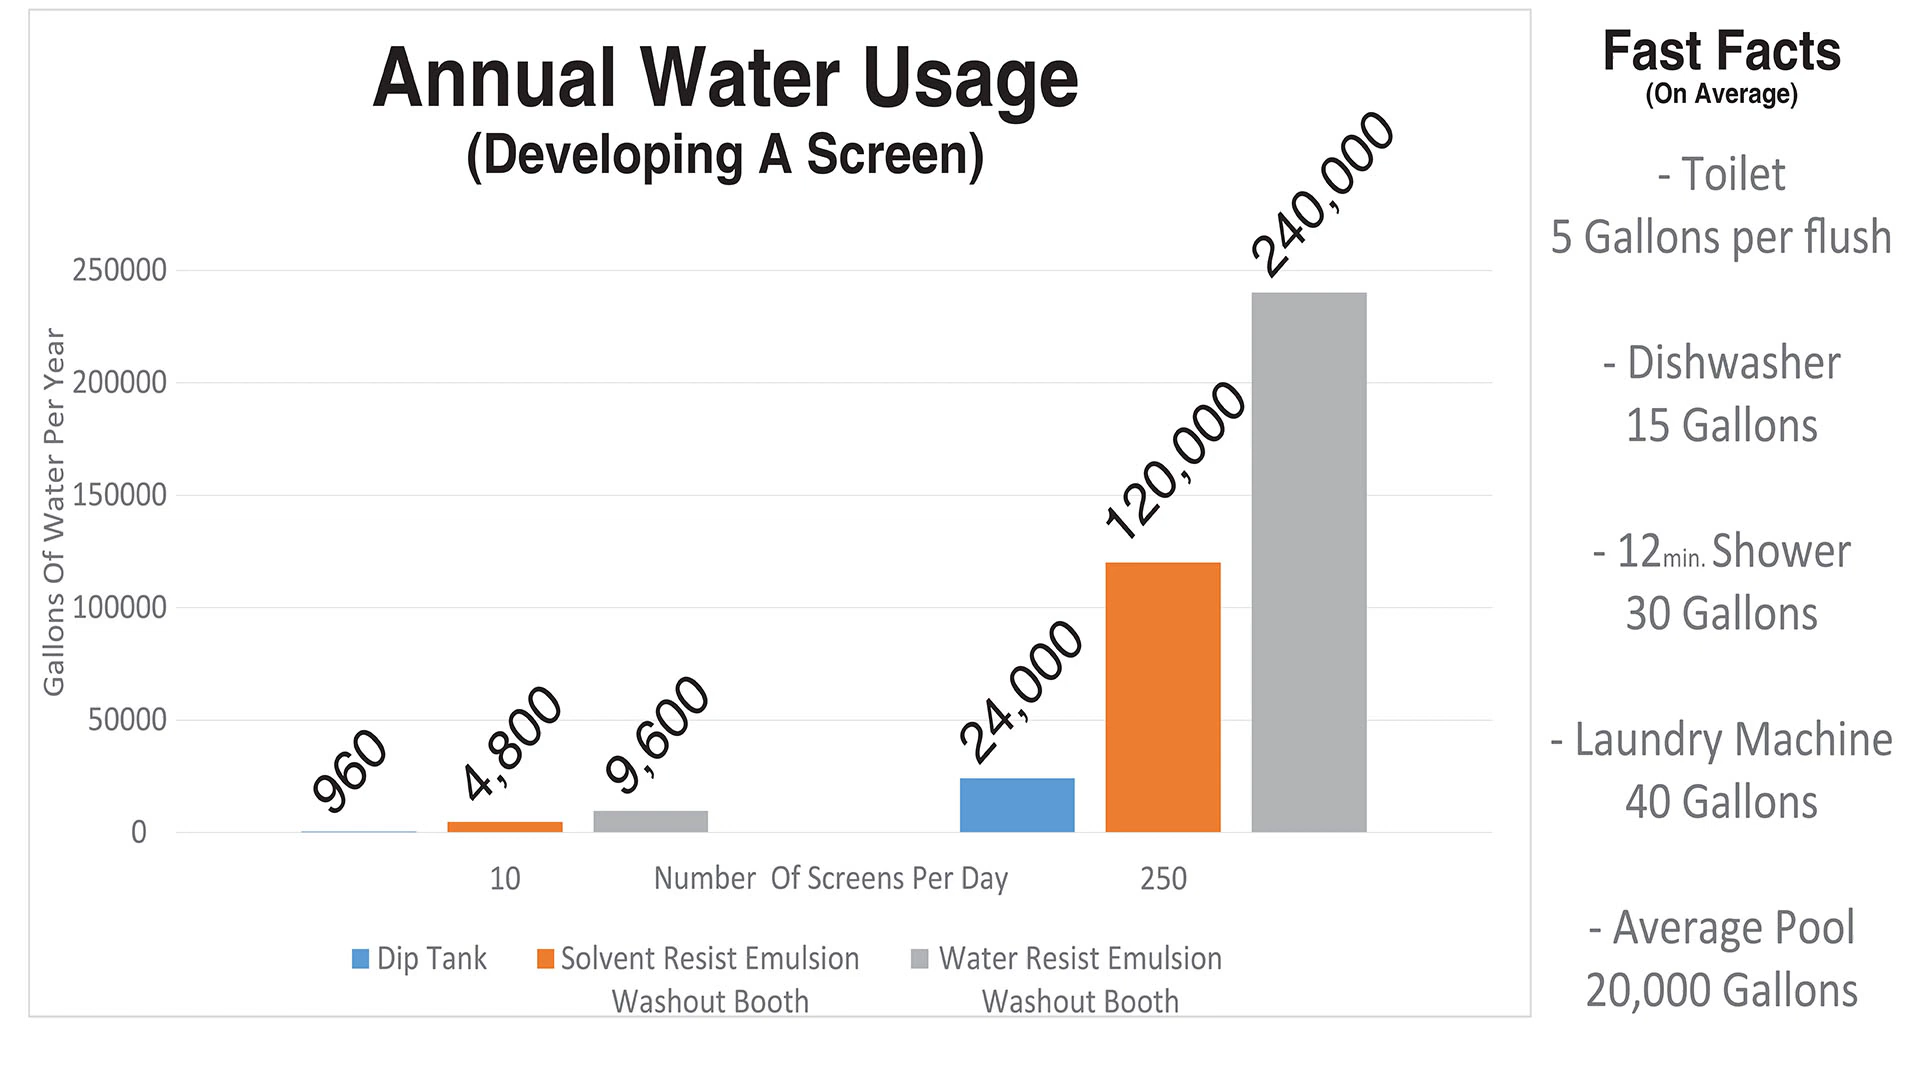 Annual Water Usage
(Developing A Screen)
Gallons Of Water Per Year
250000
200000
150000
100000
50000
0
960
4,800
9,600
24,000
120,000
240,000
10
Number Of Screens Per Day
250
Dip Tank
Solvent Resist Emulsion
Washout Booth
Water Resist Emulsion
Washout Booth
Fast Facts
(On Average)
- Toilet
5 Gallons per flush
- Dishwasher
15 Gallons
- 12min. Shower
30 Gallons
- Laundry Machine
40 Gallons
- Average Pool
20,000 Gallons